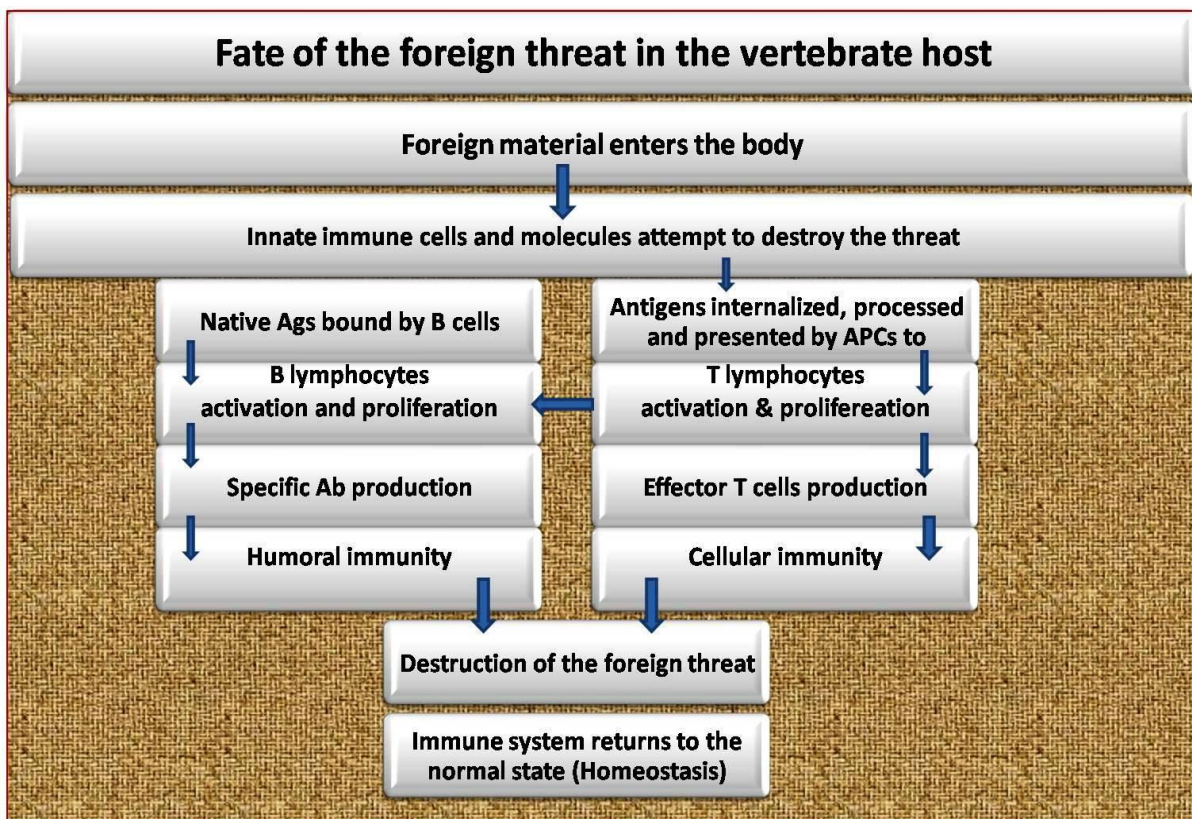 Fate of the foreign threat in the vertebrate host
Foreign material enters the body
Innate immune cells and molecules attempt to destroy the threat
Native Ags bound by B cells
Antigens internalized, processed
and presented by APCs to
B lymphocytes
activation and proliferation
T lymphocytes
activation & prolifereation
Specific Ab production
Effector T cells production
Humoral immunity
Cellular immunity
Destruction of the foreign threat
Immune system returns to the
normal state (Homeostasis)